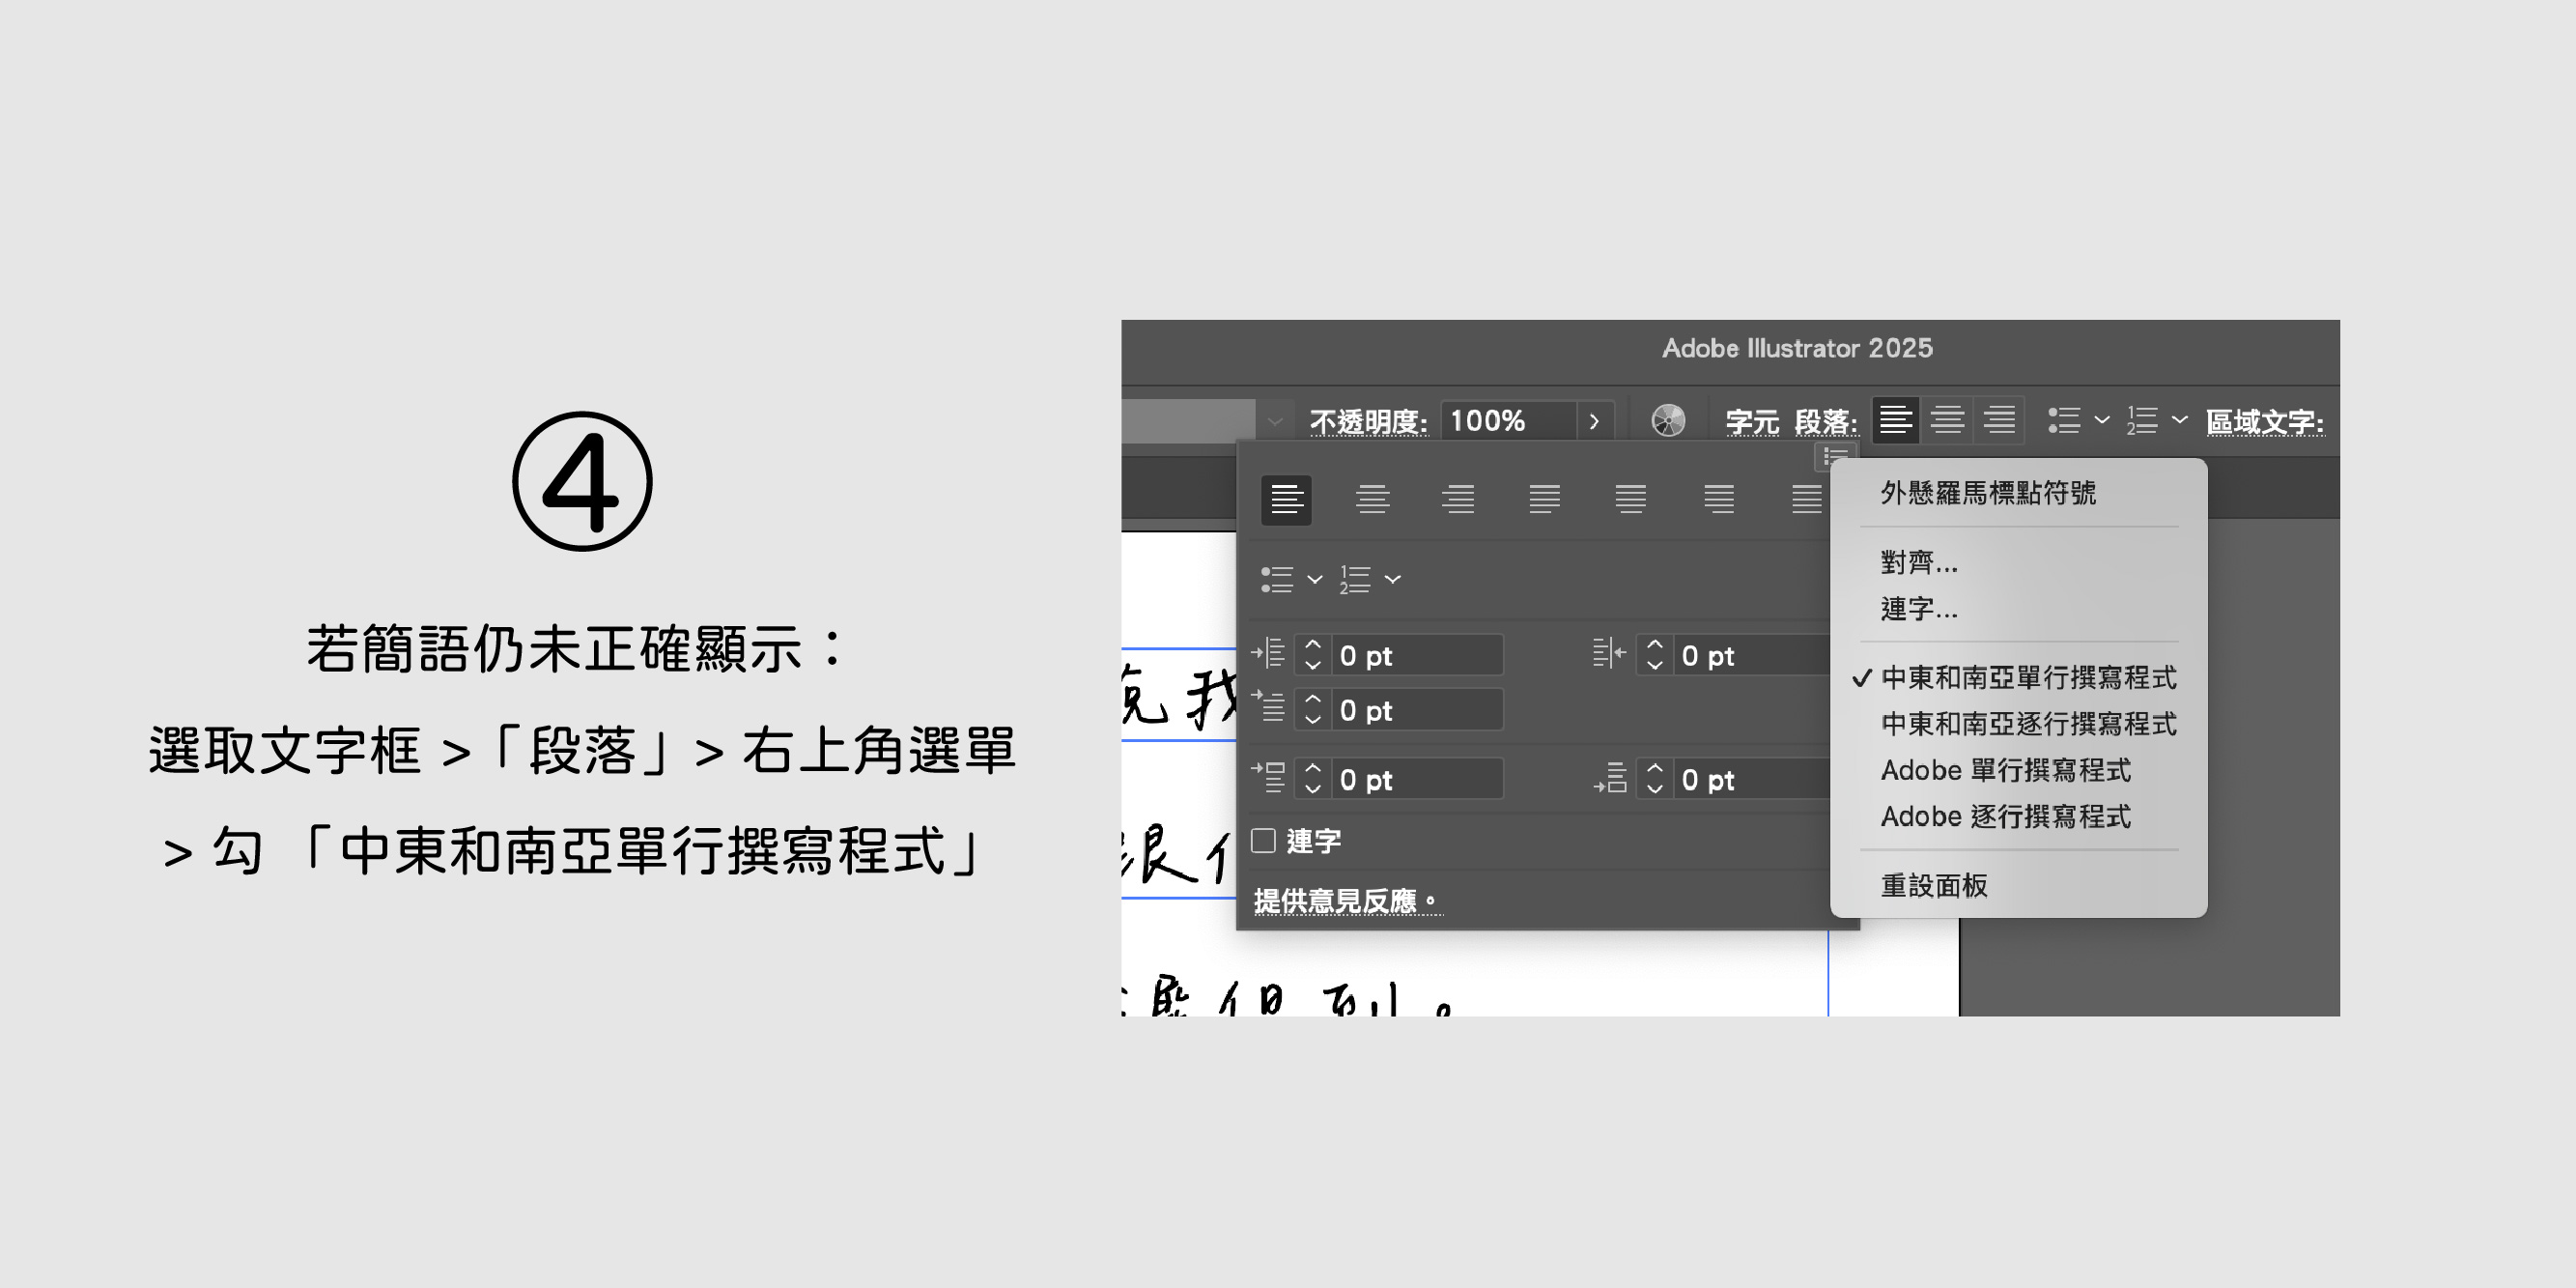 ④
若簡語仍未正確顯示：
選取文字框 >「段落」> 右上角選單
> 勾 「中東和南亞單行撰寫程式」
Adobe Illustrator 2025
不透明度: 100% 字元 段落: 區域文字:
外懸羅馬標點符號
對齊...
連字...
✓ 中東和南亞單行撰寫程式
中東和南亞逐行撰寫程式
Adobe 單行撰寫程式
Adobe 逐行撰寫程式
重設面板
0 pt 0 pt
0 pt
0 pt 0 pt
連字
提供意見反應。
我
到。